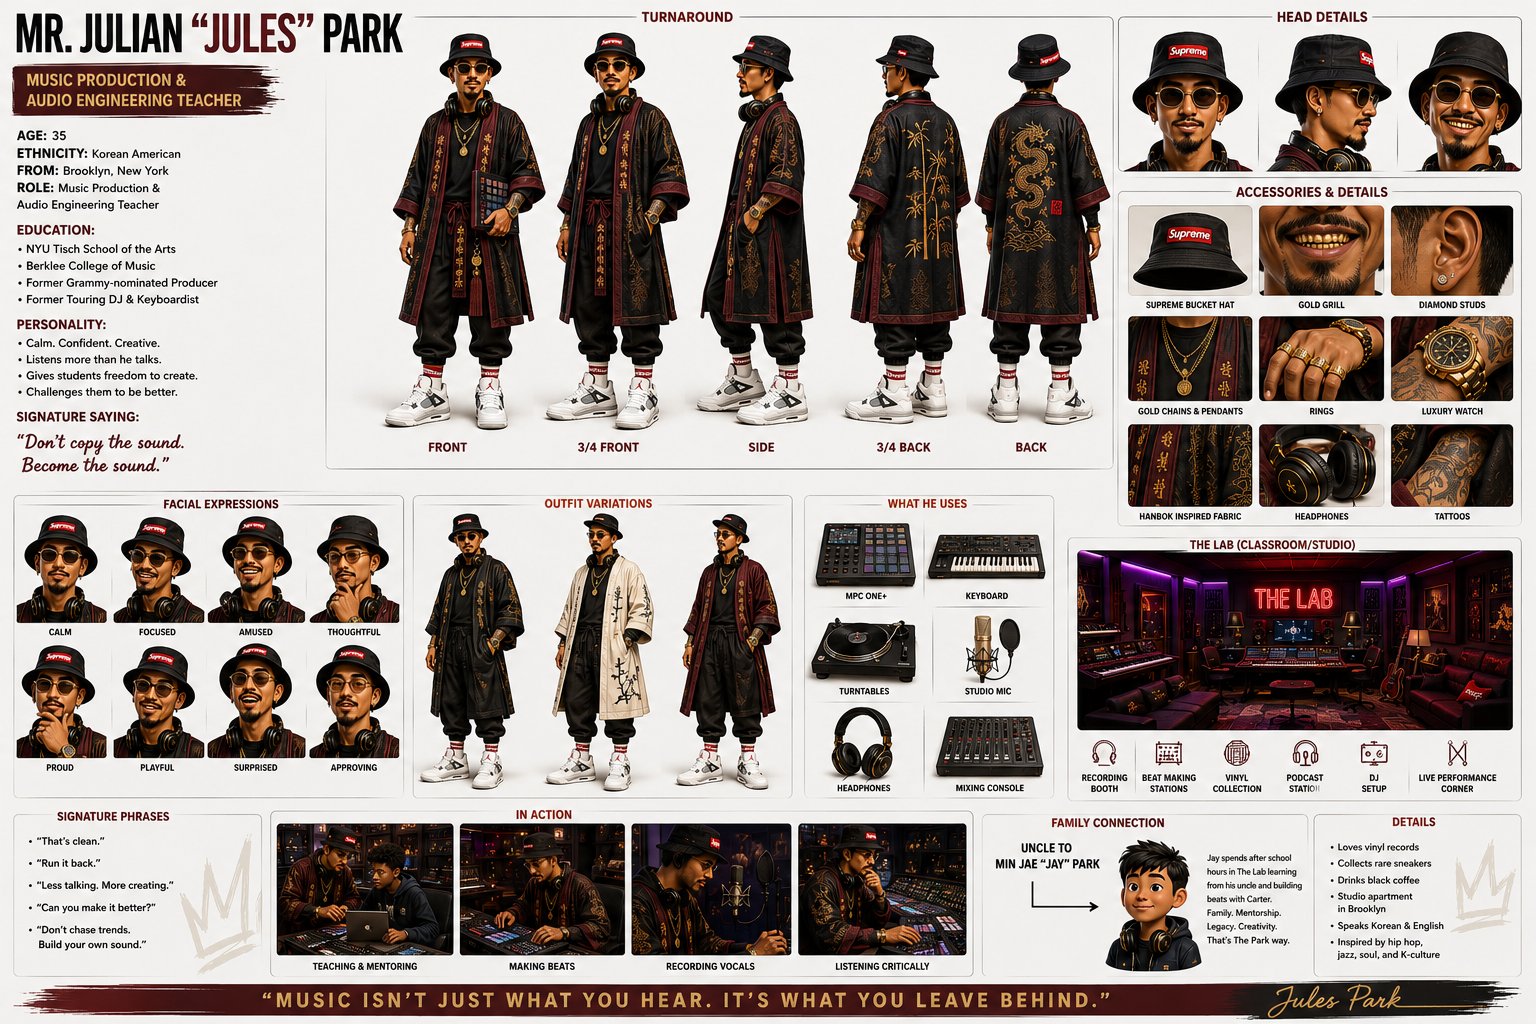 MR. JULIAN "JULES" PARK
MUSIC PRODUCTION &
AUDIO ENGINEERING TEACHER
AGE: 35
ETHNICITY: Korean American
FROM: Brooklyn, New York
ROLE: Music Production &
Audio Engineering Teacher
EDUCATION:
• NYU Tisch School of the Arts
• Berklee College of Music
• Former Grammy-nominated Producer
• Former Touring DJ & Keyboardist
PERSONALITY:
• Calm. Confident. Creative.
• Listens more than he talks.
• Gives students freedom to create.
• Challenges them to be better.
SIGNATURE SAYING:
"Don't copy the sound.
Become the sound."
TURNAROUND
FRONT
3/4 FRONT
SIDE
3/4 BACK
BACK
HEAD DETAILS
Supreme
ACCESSORIES & DETAILS
Supreme
SUPREME BUCKET HAT
GOLD GRILL
DIAMOND STUDS
GOLD CHAINS & PENDANTS
RINGS
LUXURY WATCH
HANBOK INSPIRED FABRIC
HEADPHONES
TATTOOS
FACIAL EXPRESSIONS
CALM
FOCUSED
AMUSED
THOUGHTFUL
PROUD
PLAYFUL
SURPRISED
APPROVING
OUTFIT VARIATIONS
WHAT HE USES
MPC ONE+
KEYBOARD
TURNTABLES
STUDIO MIC
HEADPHONES
MIXING CONSOLE
THE LAB (CLASSROOM/STUDIO)
THE LAB
RECORDING
BOOTH
BEAT MAKING
STATIONS
VINYL
COLLECTION
PODCAST
STATION
DJ
SETUP
LIVE PERFORMANCE
CORNER
SIGNATURE PHRASES
• "That's clean."
• "Run it back."
• "Less talking. More creating."
• "Can you make it better?"
• "Don't chase trends.
Build your own sound."
IN ACTION
TEACHING & MENTORING
MAKING BEATS
RECORDING VOCALS
LISTENING CRITICALLY
FAMILY CONNECTION
UNCLE TO
MIN JAE "JAY" PARK
Jay spends after school
hours in The Lab learning
from his uncle and building
beats with Carter.
Family. Mentorship.
Legacy. Creativity.
That's The Park way.
DETAILS
• Loves vinyl records
• Collects rare sneakers
• Drinks black coffee
• Studio apartment
in Brooklyn
• Speaks Korean & English
• Inspired by hip hop,
jazz, soul, and K-culture
"MUSIC ISN'T JUST WHAT YOU HEAR. IT'S WHAT YOU LEAVE BEHIND."
Jules Park